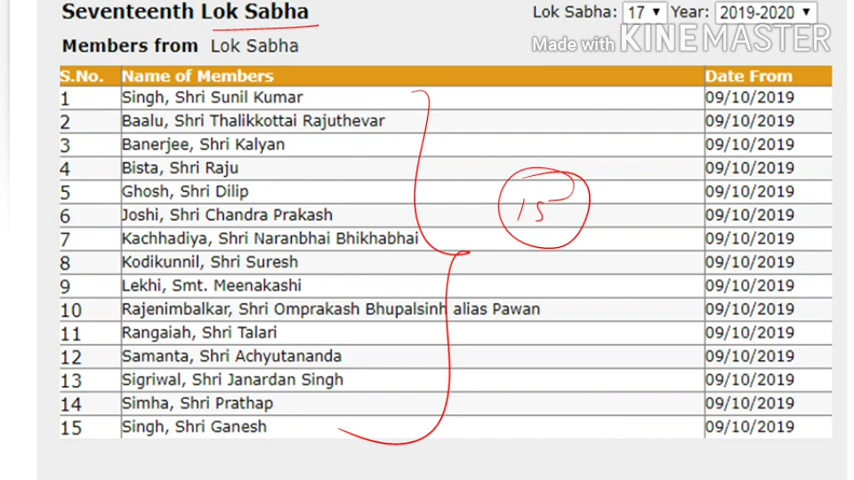 Seventeenth Lok Sabha
Lok Sabha: 17 Year: 2019-2020
Members from Lok Sabha
Made with KINEMASTER
S.No. Name of Members Date From
1 Singh, Shri Sunil Kumar 09/10/2019
2 Baalu, Shri Thalikkottai Rajuthevar 09/10/2019
3 Banerjee, Shri Kalyan 09/10/2019
4 Bista, Shri Raju 09/10/2019
5 Ghosh, Shri Dilip 09/10/2019
6 Joshi, Shri Chandra Prakash 09/10/2019
7 Kachhadiya, Shri Naranbhai Bhikhabhai 09/10/2019
8 Kodikunnil, Shri Suresh 09/10/2019
9 Lekhi, Smt. Meenakashi 09/10/2019
10 Rajenimbalkar, Shri Omprakash Bhupalsinh alias Pawan 09/10/2019
11 Rangaiah, Shri Talari 09/10/2019
12 Samanta, Shri Achyutananda 09/10/2019
13 Sigriwal, Shri Janardan Singh 09/10/2019
14 Simha, Shri Prathap 09/10/2019
15 Singh, Shri Ganesh 09/10/2019
15